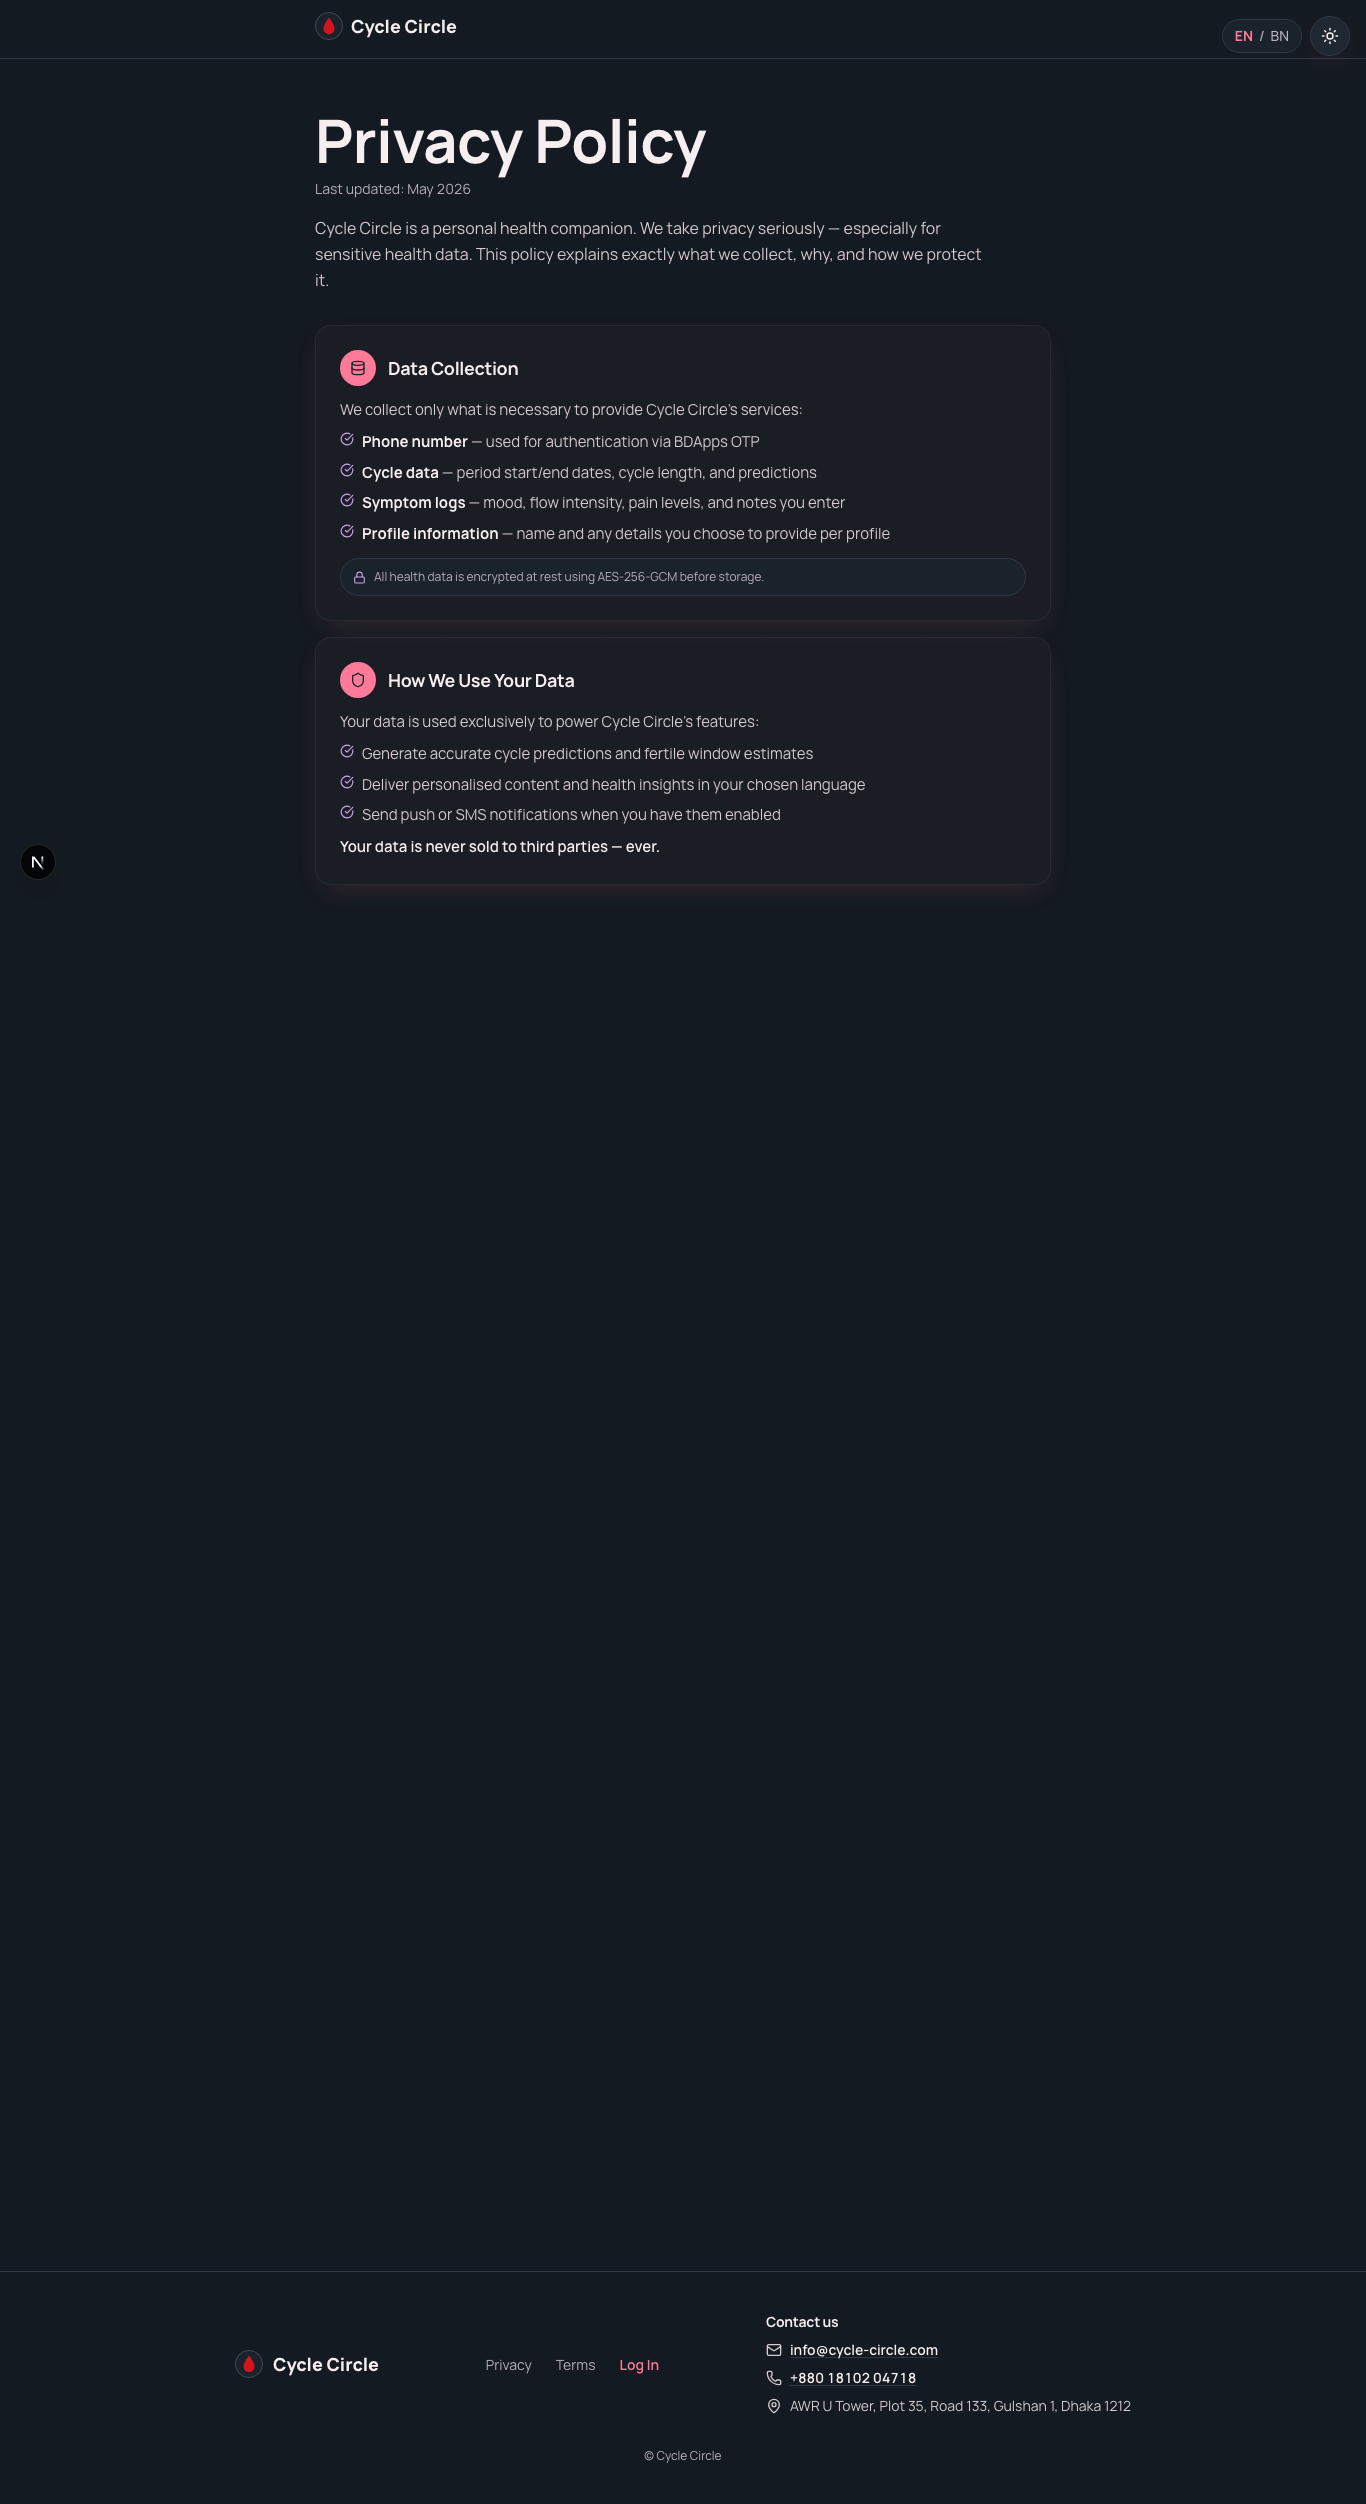 Cycle Circle
EN / BN
Privacy Policy
Last updated: May 2026
Cycle Circle is a personal health companion. We take privacy seriously — especially for
sensitive health data. This policy explains exactly what we collect, why, and how we protect
it.
Data Collection
We collect only what is necessary to provide Cycle Circle's services:
Phone number — used for authentication via BDApps OTP
Cycle data — period start/end dates, cycle length, and predictions
Symptom logs — mood, flow intensity, pain levels, and notes you enter
Profile information — name and any details you choose to provide per profile
All health data is encrypted at rest using AES-256-GCM before storage.
How We Use Your Data
Your data is used exclusively to power Cycle Circle's features:
Generate accurate cycle predictions and fertile window estimates
Deliver personalised content and health insights in your chosen language
Send push or SMS notifications when you have them enabled
Your data is never sold to third parties — ever.
N
Cycle Circle
Privacy
Terms
Log In
Contact us
info@cycle-circle.com
+880 18102 04718
AWR U Tower, Plot 35, Road 133, Gulshan 1, Dhaka 1212
© Cycle Circle